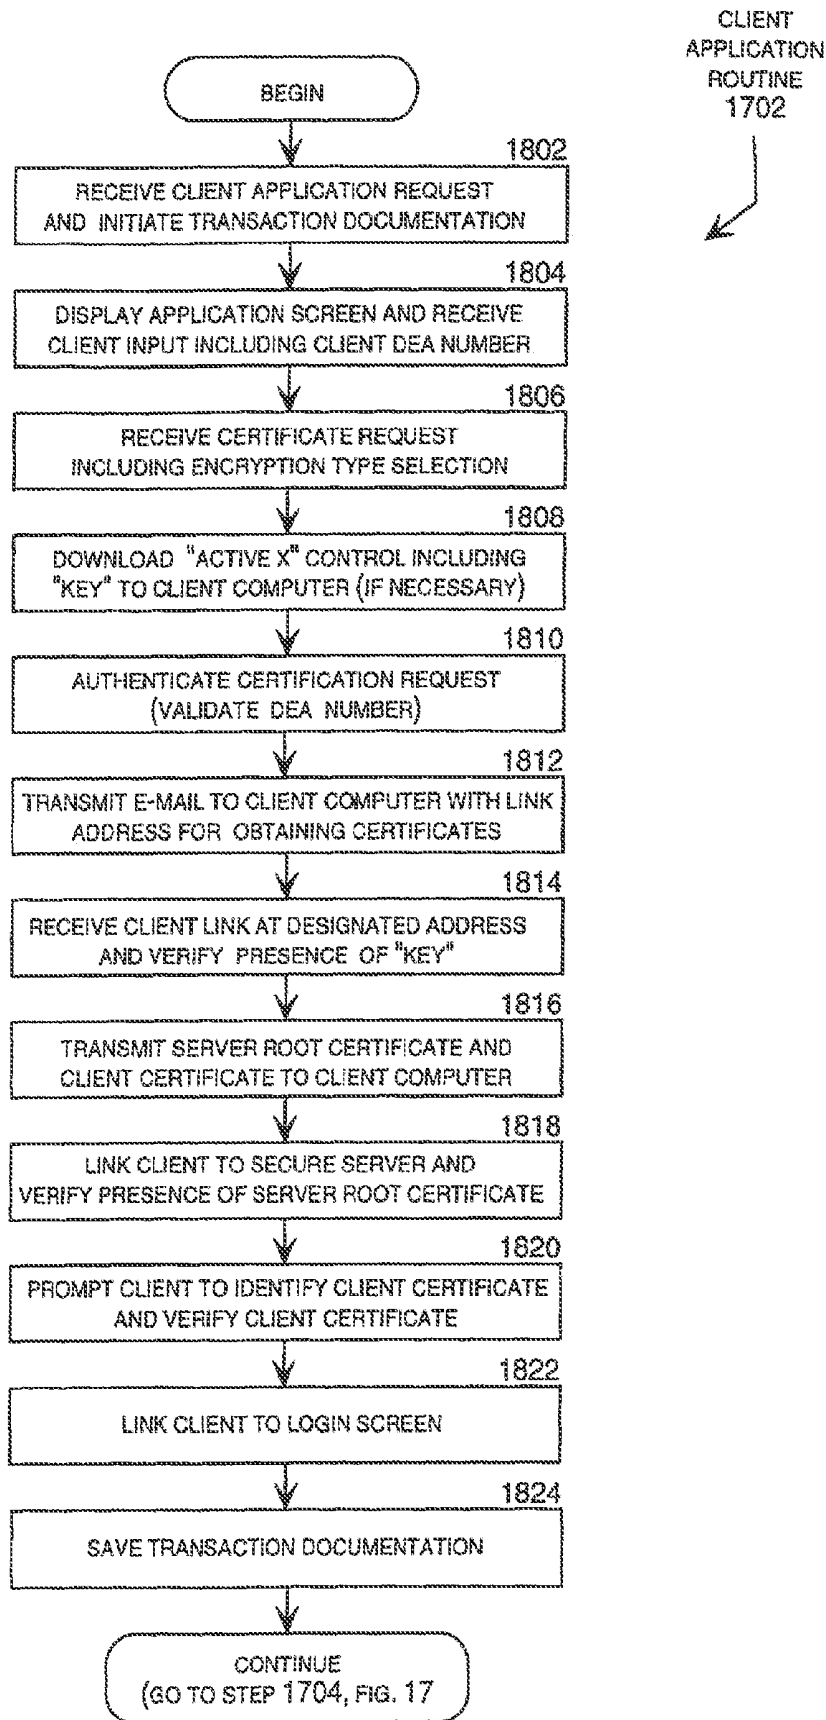 CLIENT
APPLICATION
ROUTINE
1702
BEGIN
1802
RECEIVE CLIENT APPLICATION REQUEST
AND INITIATE TRANSACTION DOCUMENTATION
1804
DISPLAY APPLICATION SCREEN AND RECEIVE
CLIENT INPUT INCLUDING CLIENT DEA NUMBER
1806
RECEIVE CERTIFICATE REQUEST
INCLUDING ENCRYPTION TYPE SELECTION
1808
DOWNLOAD "ACTIVE X" CONTROL INCLUDING
"KEY" TO CLIENT COMPUTER (IF NECESSARY)
1810
AUTHENTICATE CERTIFICATION REQUEST
(VALIDATE DEA NUMBER)
1812
TRANSMIT E-MAIL TO CLIENT COMPUTER WITH LINK
ADDRESS FOR OBTAINING CERTIFICATES
1814
RECEIVE CLIENT LINK AT DESIGNATED ADDRESS
AND VERIFY PRESENCE OF "KEY"
1816
TRANSMIT SERVER ROOT CERTIFICATE AND
CLIENT CERTIFICATE TO CLIENT COMPUTER
1818
LINK CLIENT TO SECURE SERVER AND
VERIFY PRESENCE OF SERVER ROOT CERTIFICATE
1820
PROMPT CLIENT TO IDENTIFY CLIENT CERTIFICATE
AND VERIFY CLIENT CERTIFICATE
1822
LINK CLIENT TO LOGIN SCREEN
1824
SAVE TRANSACTION DOCUMENTATION
CONTINUE
(GO TO STEP 1704, FIG. 17